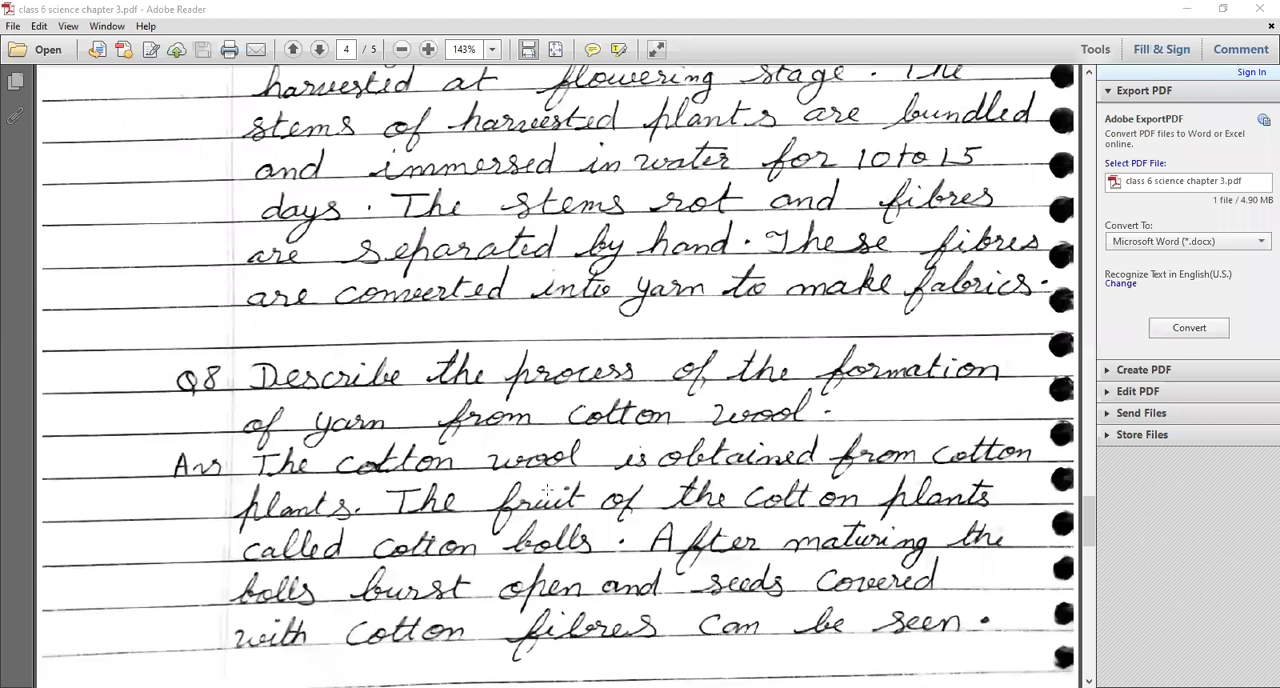 class 6 science chapter 3.pdf - Adobe Reader
File Edit View Window Help
Open 4 / 5 143% Tools Fill & Sign Comment
Sign In
Export PDF
Adobe ExportPDF
Convert PDF files to Word or Excel
online.
Select PDF File:
class 6 science chapter 3.pdf
1 file / 4.90 MB
Convert To:
Microsoft Word (*.docx)
Recognize Text in English(U.S.)
Change
Convert
Create PDF
Edit PDF
Send Files
Store Files
harvested at flowering stage. The
stems of harvested plants are bundled
and immersed in water for 10 to 15
days. The stems rot and fibres
are separated by hand. These fibres
are converted into yarn to make fabrics.
Q8 Describe the process of the formation
of yarn from cotton wool.
Ans The cotton wool is obtained from cotton
plants. The fruit of the cotton plants
called cotton bolls. After maturing the
bolls burst open and seeds covered
with cotton fibres can be seen.